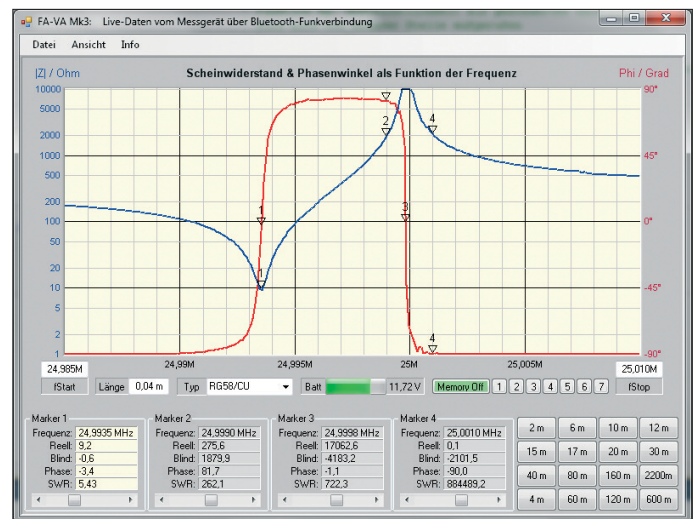 FA-VA Mk3: Live-Daten vom Messgerät über Bluetooth-Funkverbindung
Datei Ansicht Info
|Z| / Ohm Scheinwiderstand & Phasenwinkel als Funktion der Frequenz Phi / Grad
10000 90°
5000
2000 2 4
1000 45°
500
200
100 1 3 0°
50
20 1
10 -45°
5
2 4
1 -90°
24,985M 24,99M 24,995M 25M 25,005M 25,010M
fStart Länge 0,04 m Typ RG58/CU Batt 11,72 V Memory Off 1 2 3 4 5 6 7 fStop
Marker 1
Frequenz: 24,9935 MHz
Reell: 9,2
Blind: -0,6
Phase: -3,4
SWR: 5,43
Marker 2
Frequenz: 24,9990 MHz
Reell: 275,6
Blind: 1879,9
Phase: 81,7
SWR: 262,1
Marker 3
Frequenz: 24,9998 MHz
Reell: 17062,6
Blind: -4183,2
Phase: -1,1
SWR: 722,3
Marker 4
Frequenz: 25,0010 MHz
Reell: 0,1
Blind: -2101,5
Phase: -90,0
SWR: 884489,2
2 m 6 m 10 m 12 m
15 m 17 m 20 m 30 m
40 m 80 m 160 m 2200m
4 m 60 m 120 m 600 m